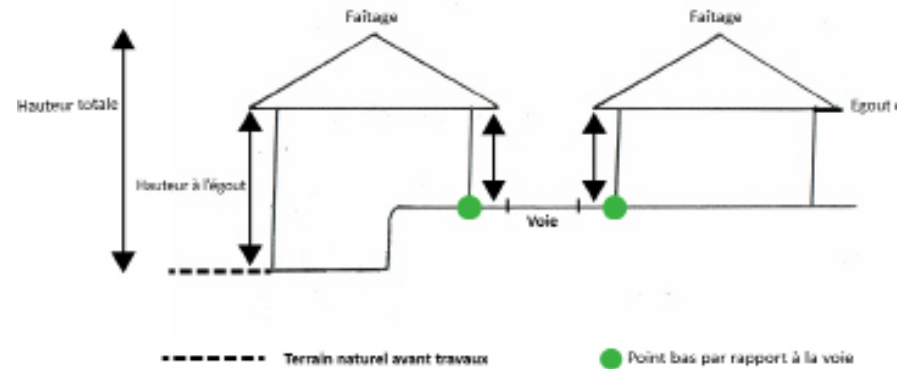 Faîtage
Faîtage
Hauteur totale
Egout
Hauteur à l'égout
Voie
Terrain naturel avant travaux
Point bas par rapport à la voie